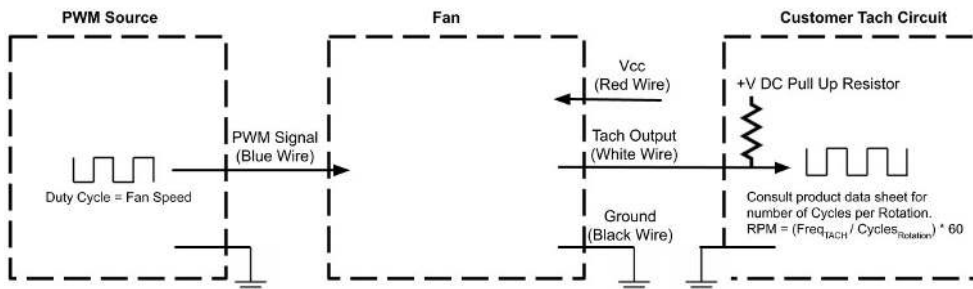 PWM Source
Fan
Customer Tach Circuit
Vcc
(Red Wire)
+V DC Pull Up Resistor
PWM Signal
(Blue Wire)
Tach Output
(White Wire)
Duty Cycle = Fan Speed
Consult product data sheet for
number of Cycles per Rotation.
RPM = (FreqTACH / CyclesRotation) * 60
Ground
(Black Wire)